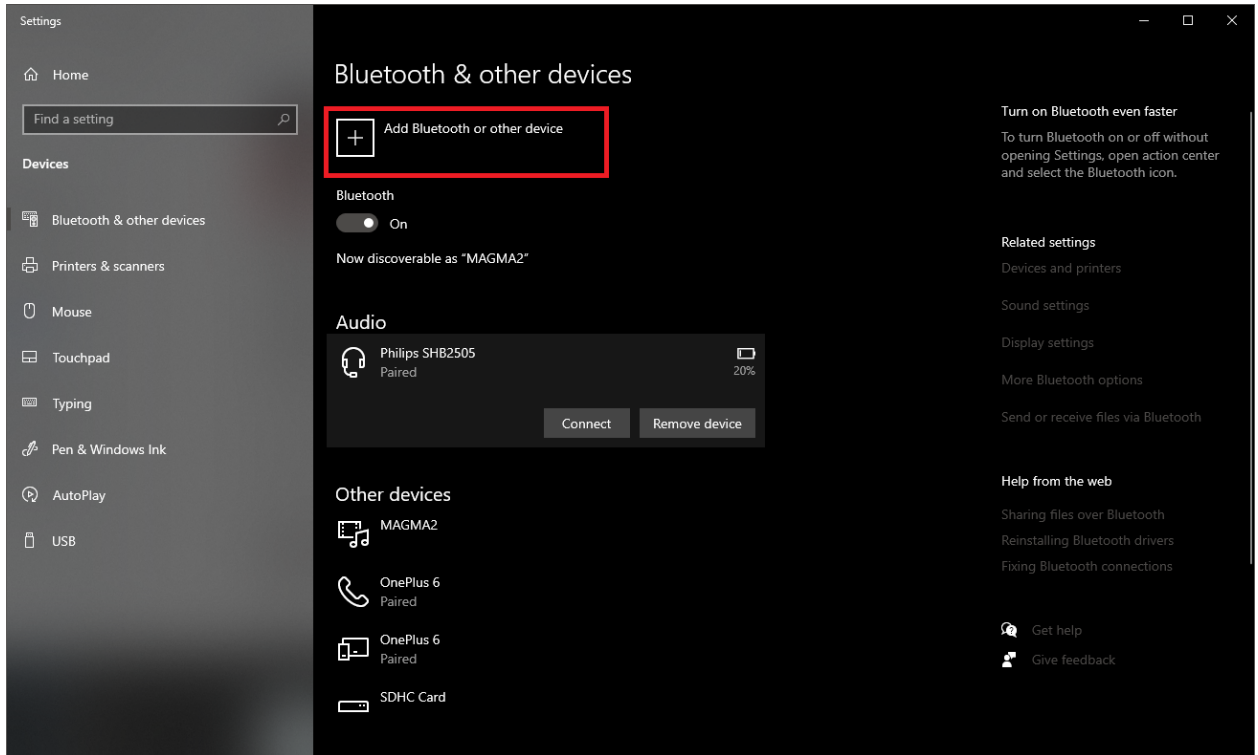 Settings
Home
Find a setting
Devices
Bluetooth & other devices
Printers & scanners
Mouse
Touchpad
Typing
Pen & Windows Ink
AutoPlay
USB
Bluetooth & other devices
Add Bluetooth or other device
Bluetooth
On
Now discoverable as “MAGMA2”
Audio
Philips SHB2505
Paired
20%
Connect
Remove device
Other devices
MAGMA2
OnePlus 6
Paired
OnePlus 6
Paired
SDHC Card
Turn on Bluetooth even faster
To turn Bluetooth on or off without
opening Settings, open action center
and select the Bluetooth icon.
Related settings
Devices and printers
Sound settings
Display settings
More Bluetooth options
Send or receive files via Bluetooth
Help from the web
Sharing files over Bluetooth
Reinstalling Bluetooth drivers
Fixing Bluetooth connections
Get help
Give feedback